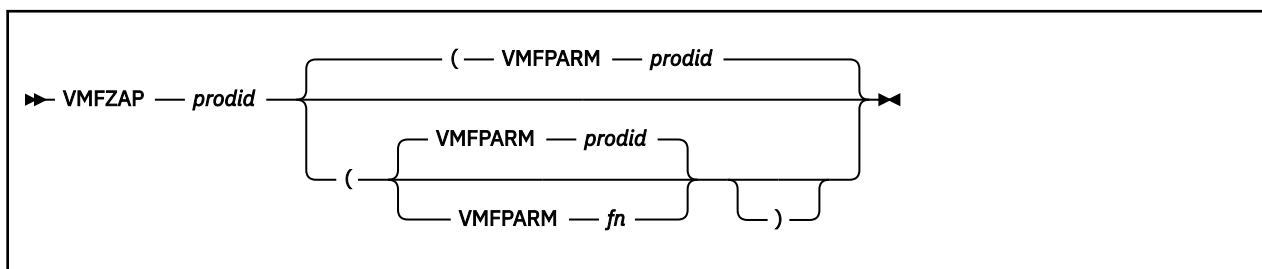 ( VMFPARM prodid
VMFZAP prodid
VMFPARM prodid
(
VMFPARM fn
)